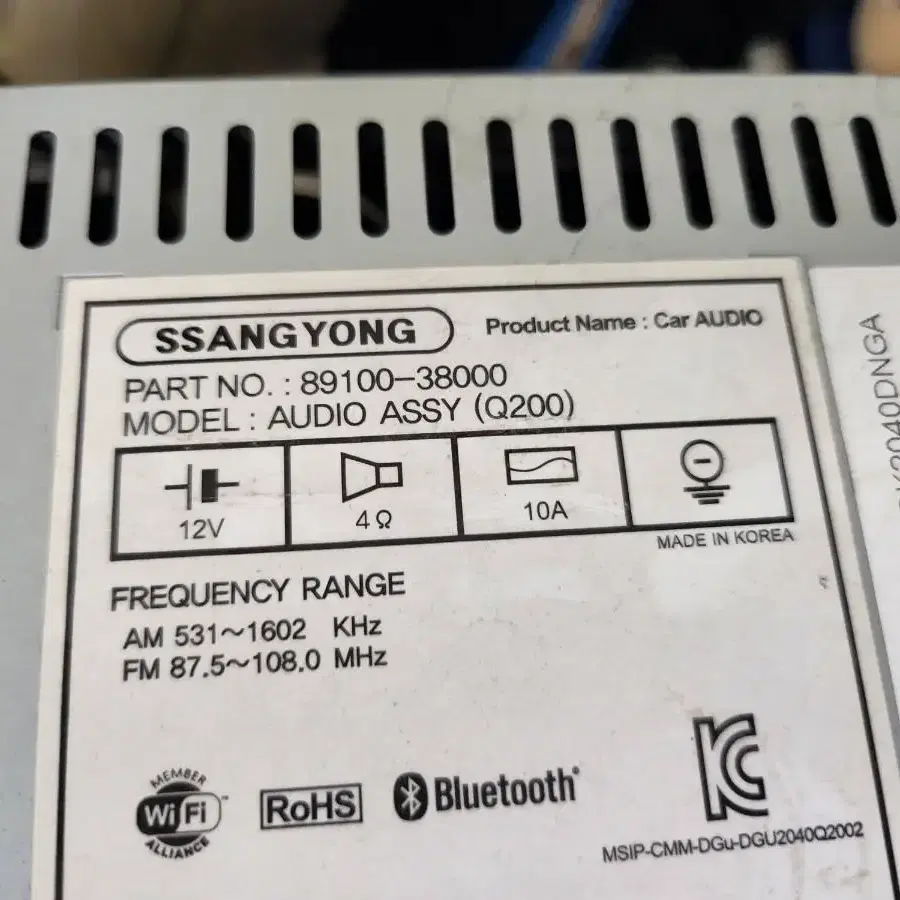 SSANGYONG
Product Name : Car AUDIO
PART NO. : 89100-38000
MODEL : AUDIO ASSY (Q200)
12V
4Ω
10A
MADE IN KOREA
FREQUENCY RANGE
AM 531~1602 KHz
FM 87.5~108.0 MHz
MEMBER
Wi Fi™
ALLIANCE
RoHS
Bluetooth®
MSIP-CMM-DGu-DGU2040Q2002